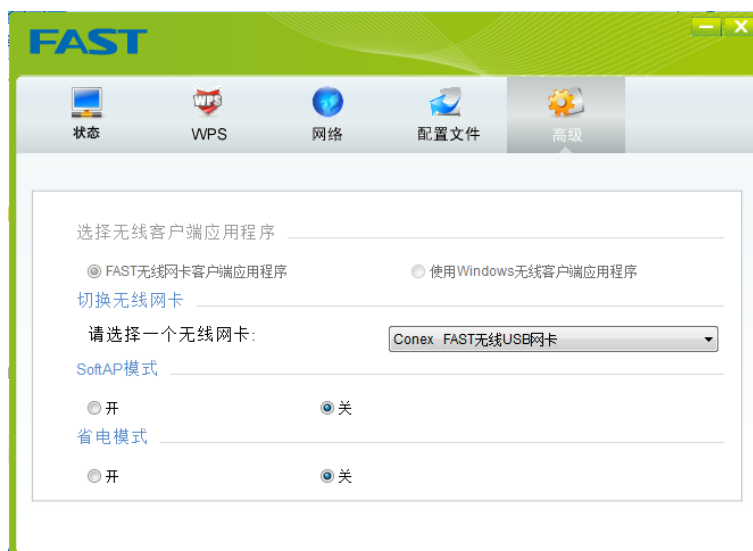 FAST
状态 WPS 网络 配置文件 高级
选择无线客户端应用程序
FAST无线网卡客户端应用程序 使用Windows无线客户端应用程序
切换无线网卡
请选择一个无线网卡: Conex FAST无线USB网卡
SoftAP模式
开 关
省电模式
开 关